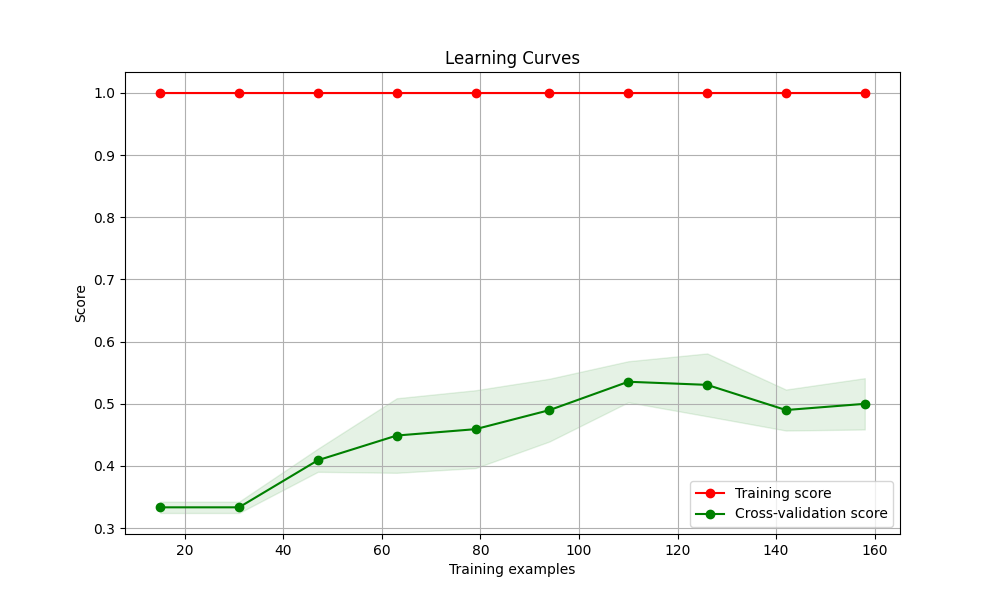 Learning Curves
1.0
0.9
0.8
0.7
0.6
0.5
0.4
0.3
Score
20 40 60 80 100 120 140 160
Training examples
Training score
Cross-validation score